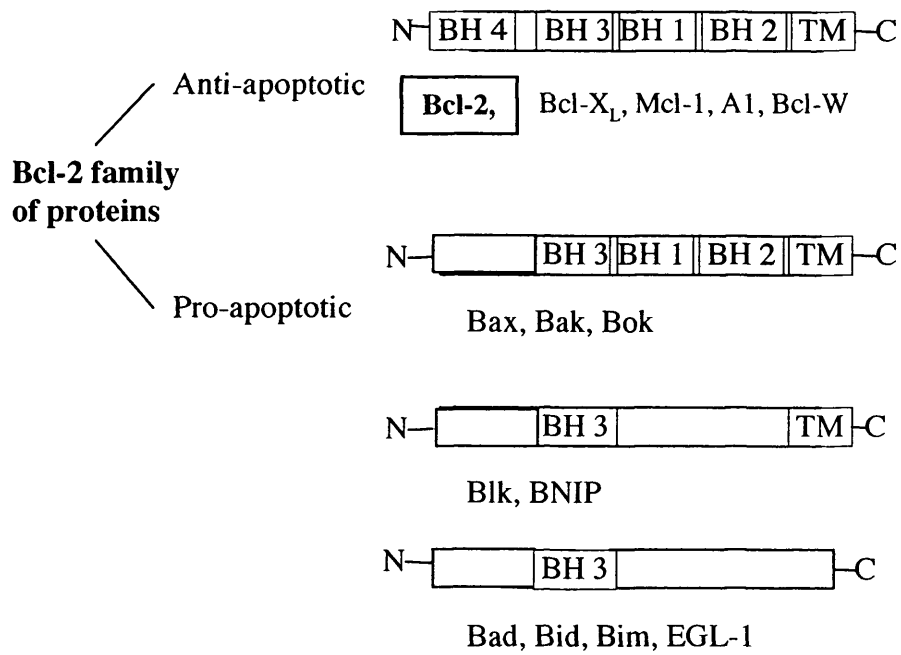 N BH 4 BH 3 BH 1 BH 2 TM C
Anti-apoptotic
Bcl-2, Bcl-X_L, Mcl-1, A1, Bcl-W
Bcl-2 family
of proteins
N BH 3 BH 1 BH 2 TM C
Pro-apoptotic
Bax, Bak, Bok
N BH 3 TM C
Blk, BNIP
N BH 3 C
Bad, Bid, Bim, EGL-1